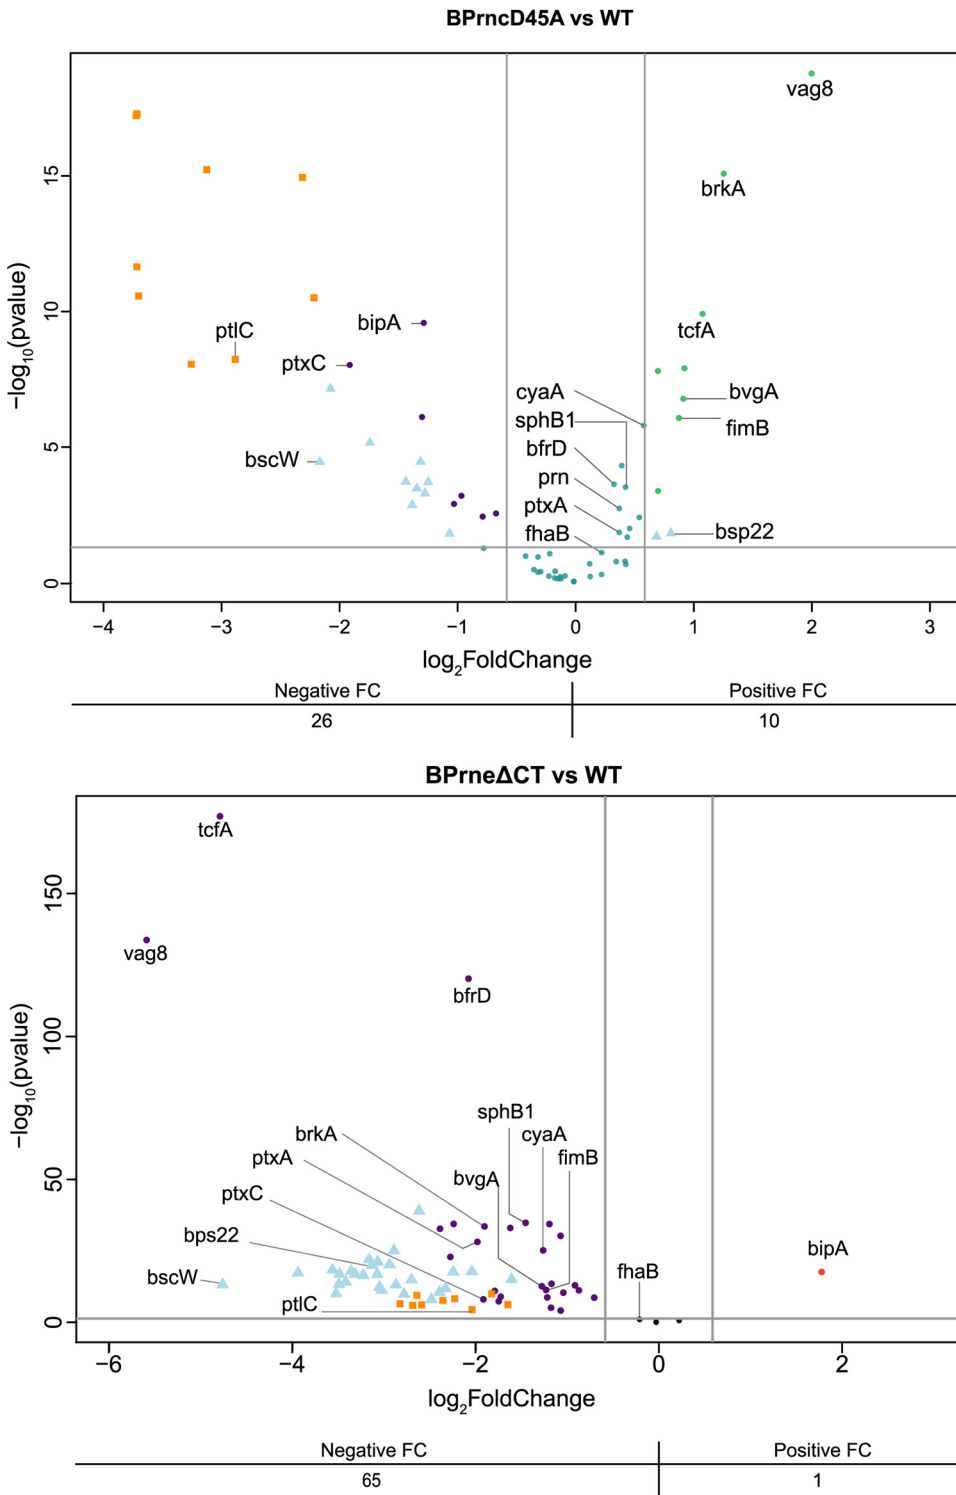 BPrncD45A vs WT
vag8
15
brkA
10
tcfA
bipA
ptlC
ptxC
cyaA
bvgA
sphB1
fimB
bfrD
5
bscW
prn
ptxA
fhaB
bsp22
0
−log10(pvalue)
−4 −3 −2 −1 0 1 2 3
log2FoldChange
Negative FC Positive FC
26 10
BPrneΔCT vs WT
tcfA
150
vag8
bfrD
100
sphB1
brkA
cyaA
ptxA
fimB
50
bvgA
ptxC
bps22
bipA
bscW
fhaB
ptlC
0
−log10(pvalue)
−6 −4 −2 0 2
log2FoldChange
Negative FC Positive FC
65 1